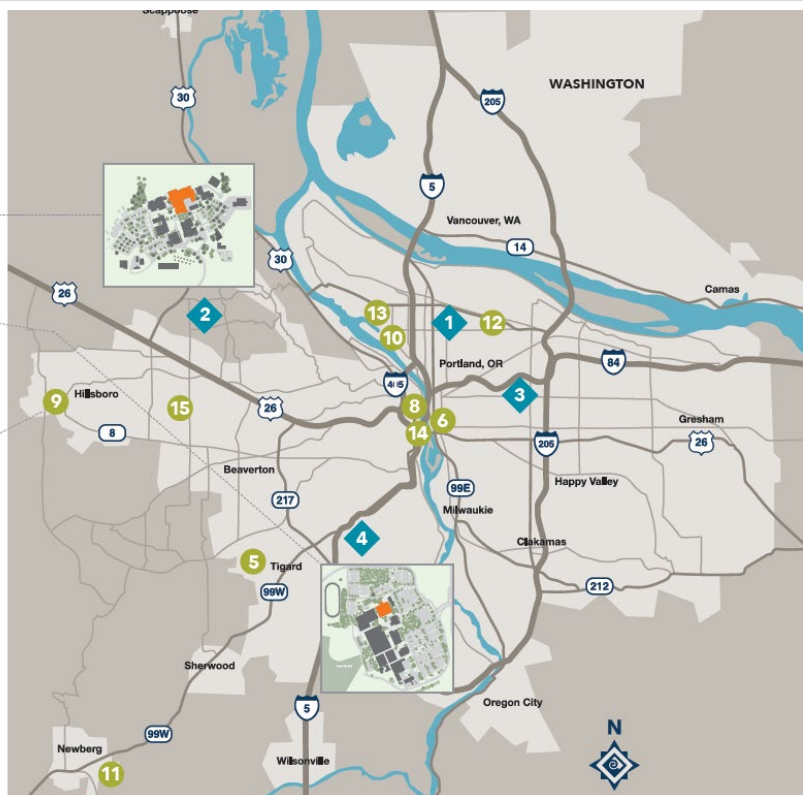 Scappoose
30
205
WASHINGTON
5
Vancouver, WA
14
30
26
Camas
13
2
1
12
10
Portland, OR
84
405
3
9
Hillsboro
15
26
8
6
Gresham
8
14
205
26
Beaverton
217
99E
Happy Valley
Milwaukie
4
Clakamas
5
Tigard
99W
212
Sherwood
Oregon City
5
N
99W
Newberg
11
Wilsonville